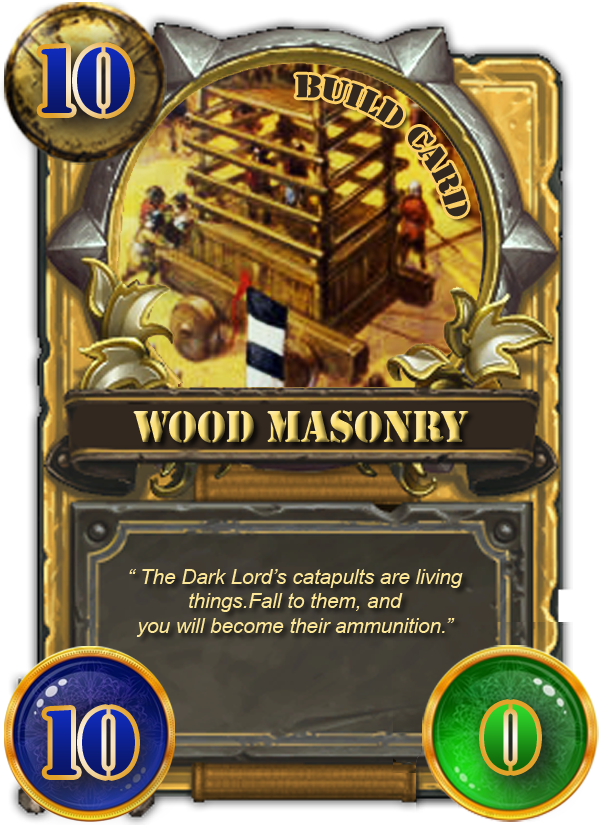 10
BUILD CARD
WOOD MASONRY
“ The Dark Lord’s catapults are living
things.Fall to them, and
you will become their ammunition.”
10
0